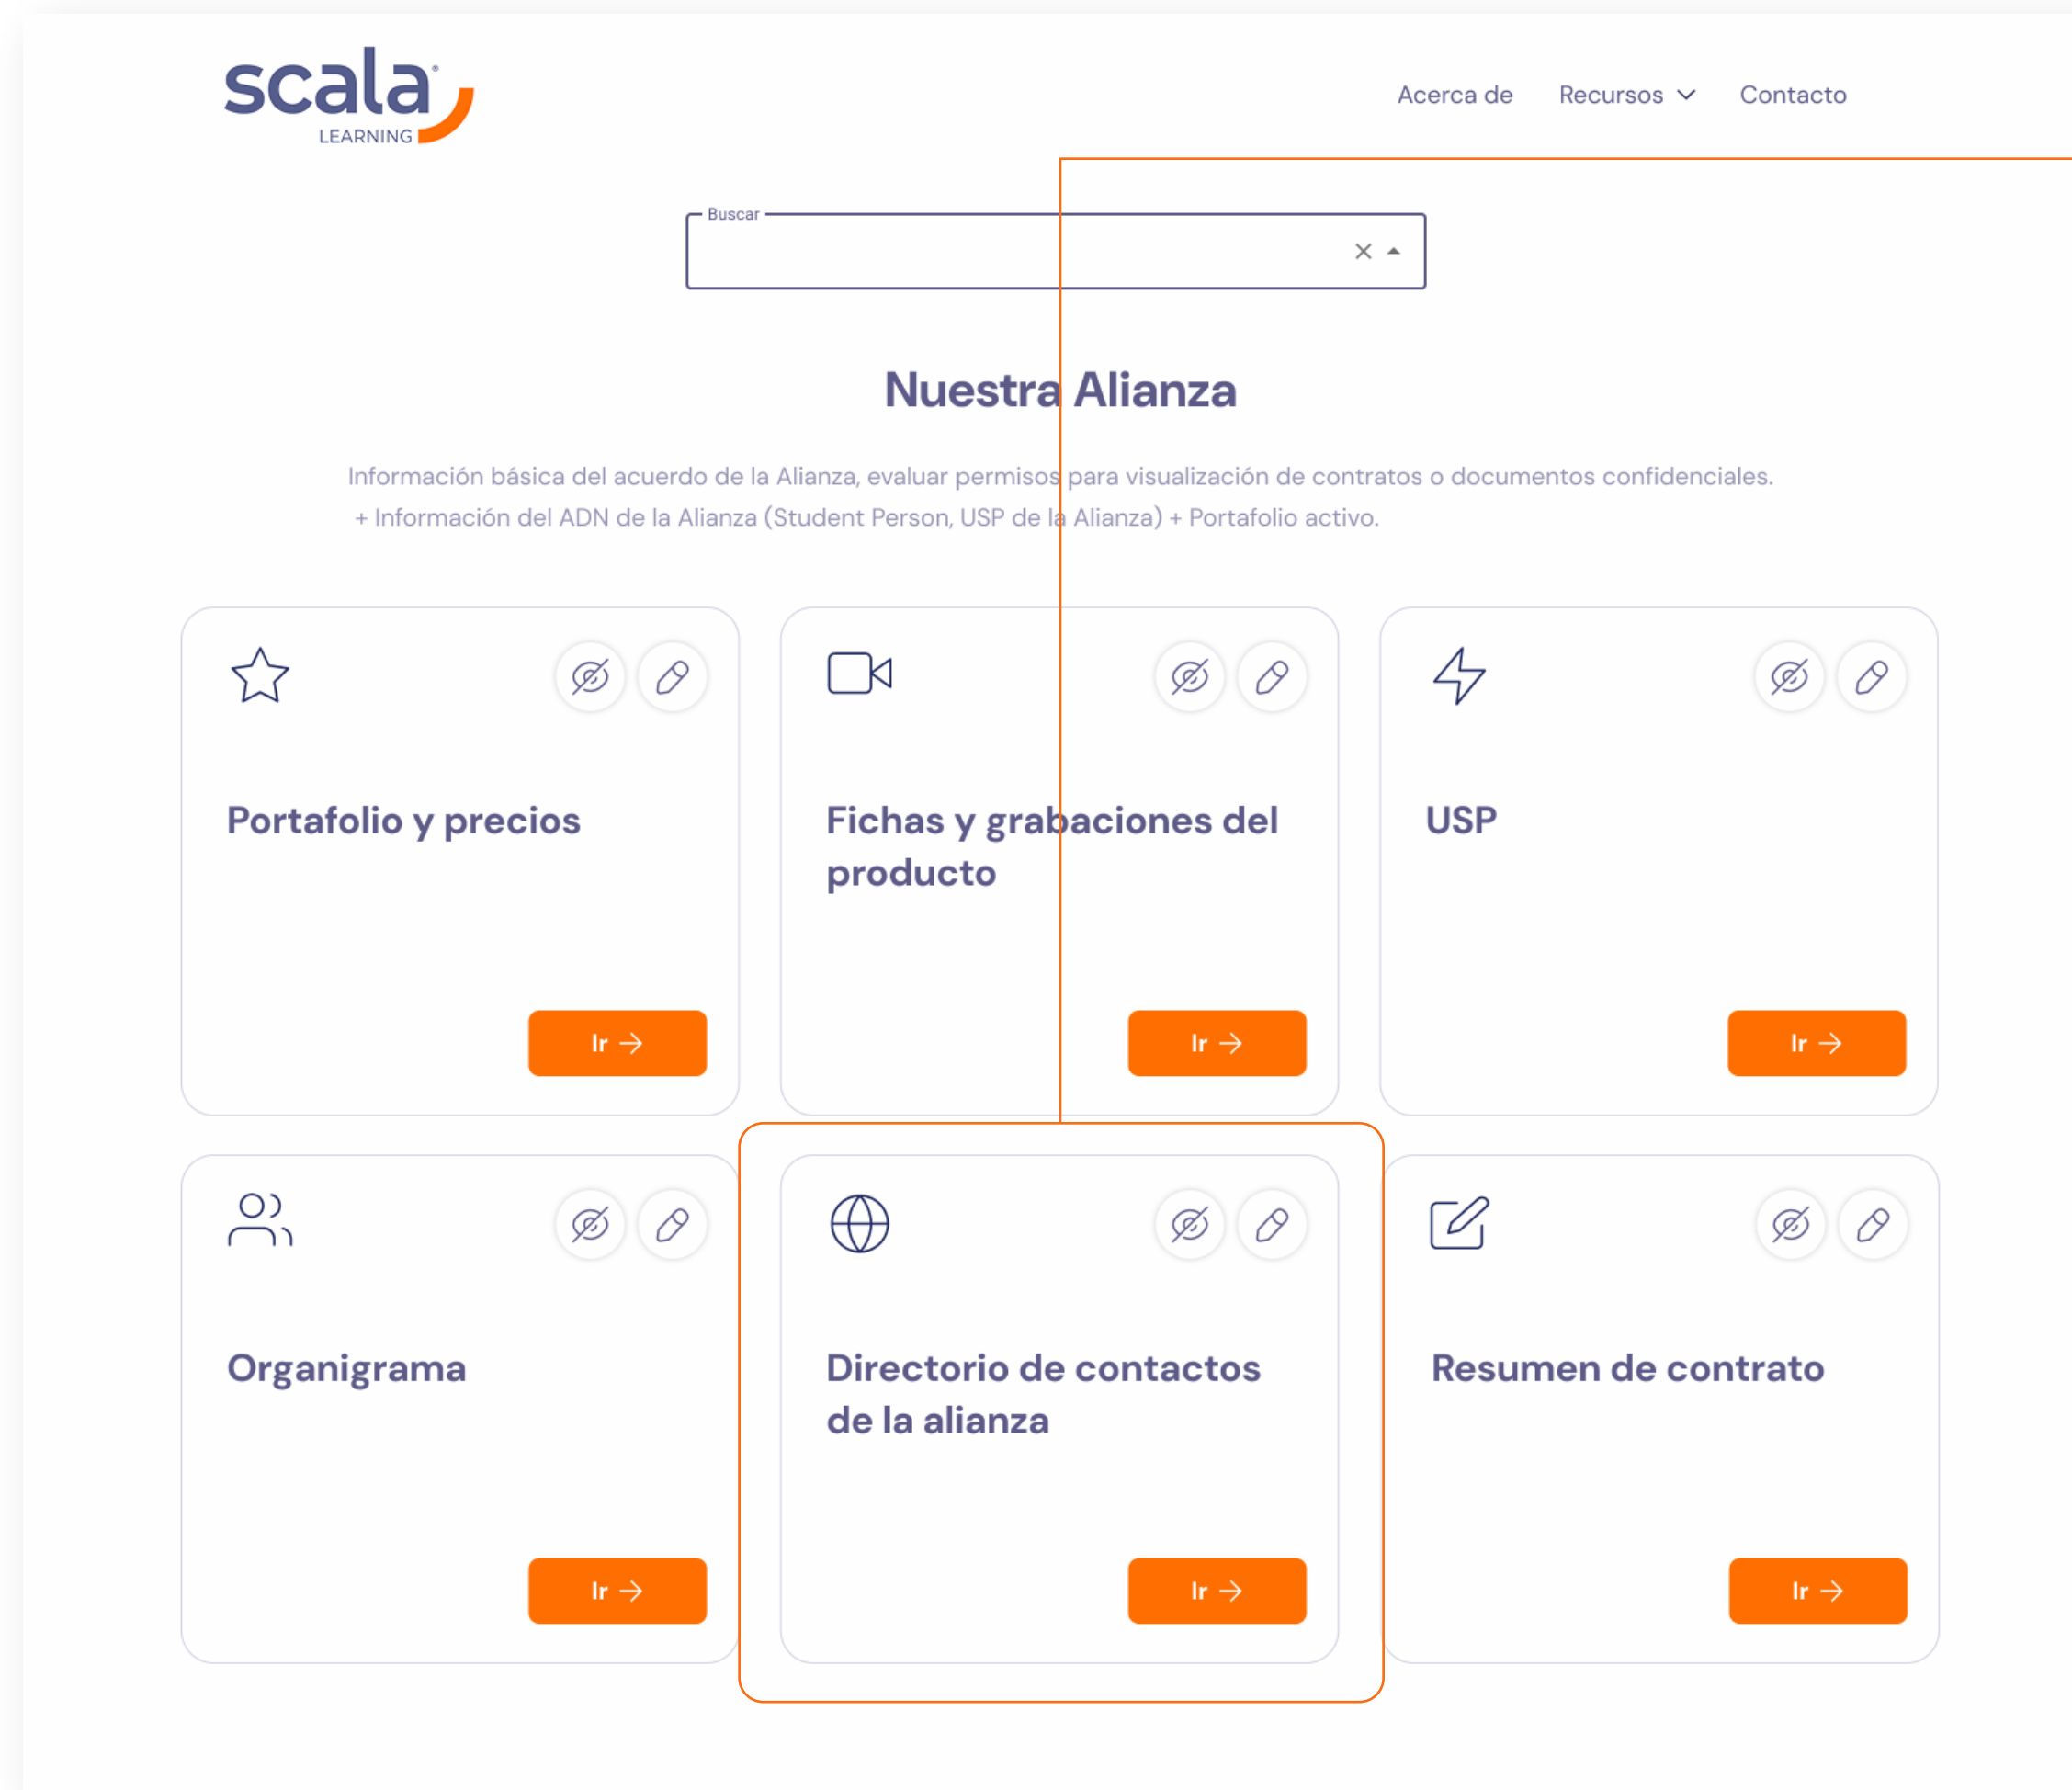 scala
LEARNING
Acerca de Recursos Contacto
Buscar
Nuestra Alianza
Información básica del acuerdo de la Alianza, evaluar permisos para visualización de contratos o documentos confidenciales.
+ Información del ADN de la Alianza (Student Person, USP de la Alianza) + Portafolio activo.
Portafolio y precios
Ir →
Fichas y grabaciones del
producto
Ir →
USP
Ir →
Organigrama
Ir →
Directorio de contactos
de la alianza
Ir →
Resumen de contrato
Ir →